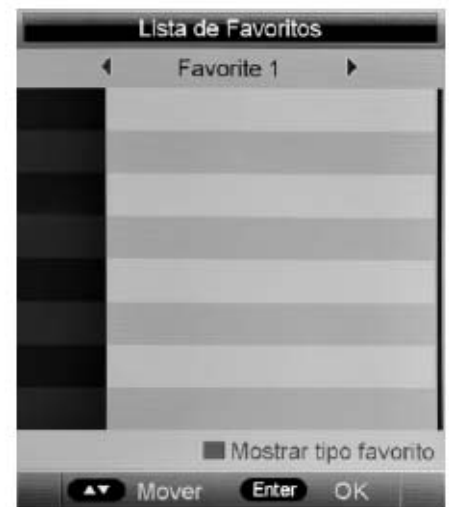 Lista de Favoritos
Favorite 1
Mostrar tipo favorito
Mover Enter OK